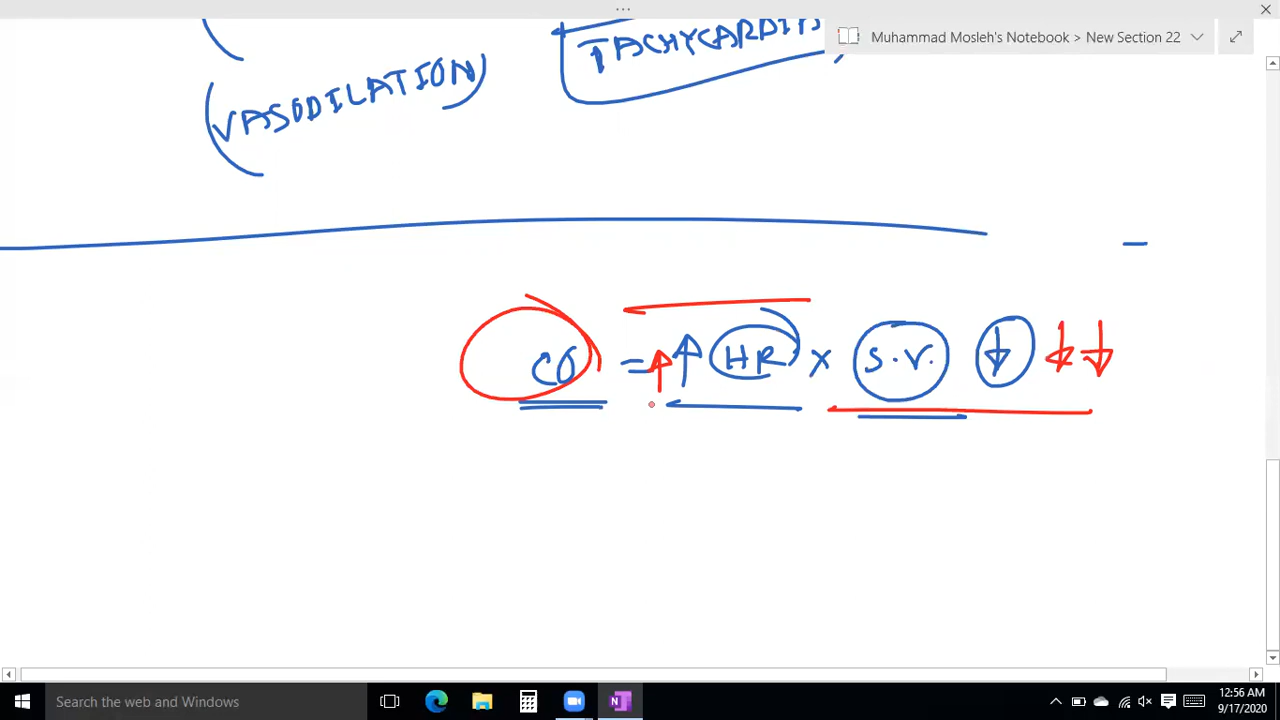 ...
TACHYCARDIA
Muhammad Mosleh's Notebook > New Section 22
VASODILATION
CO = ↑ ↑ HR x S.V. ↓ ↓ ↓
Search the web and Windows
12:56 AM
9/17/2020